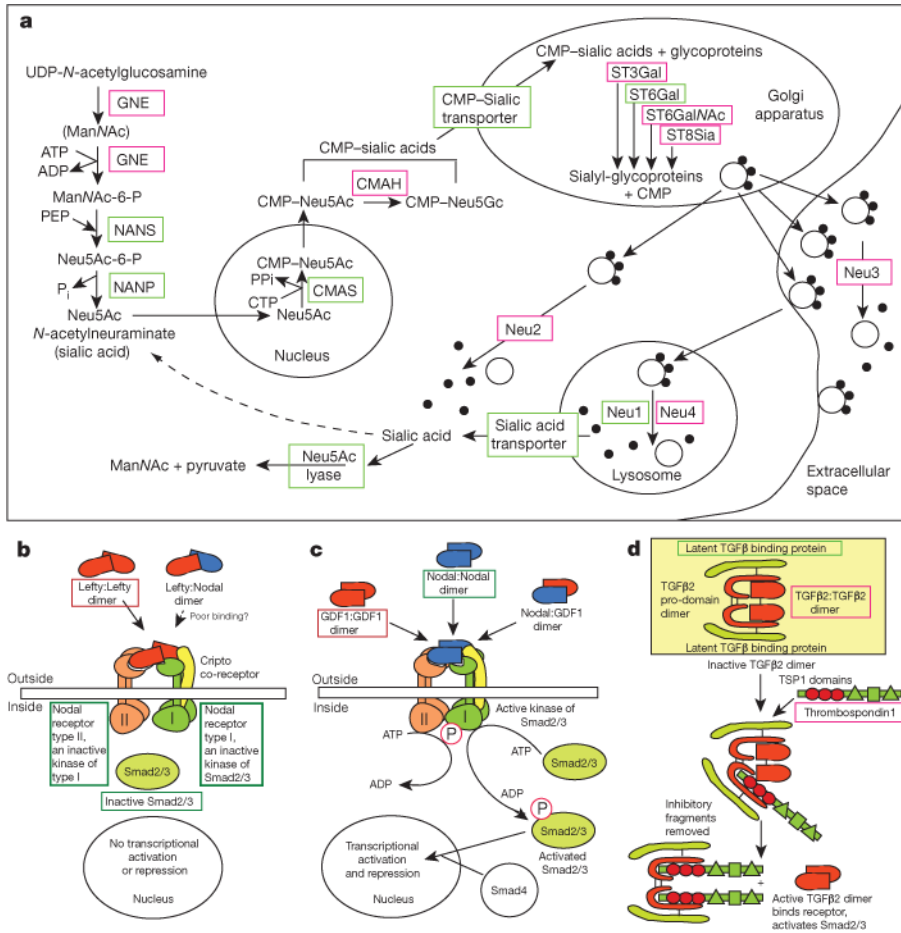 a
UDP-N-acetylglucosamine
GNE
(ManNAc)
ATP
ADP
GNE
ManNAc-6-P
PEP
NANS
Neu5Ac-6-P
Pi
NANP
Neu5Ac
N-acetylneuraminate
(sialic acid)
CMP–Neu5Ac
PPi
CTP
CMAS
Neu5Ac
Nucleus
CMP–Neu5Ac
CMAH
CMP–Neu5Gc
CMP–sialic acids
CMP–Sialic
transporter
CMP–sialic acids + glycoproteins
ST3Gal
ST6Gal
ST6GalNAc
ST8Sia
Golgi
apparatus
Sialyl-glycoproteins
+ CMP
Neu2
Neu3
Neu1
Neu4
Lysosome
Sialic acid
transporter
Sialic acid
Neu5Ac
lyase
ManNAc + pyruvate
Extracellular
space
b
Lefty:Lefty
dimer
Lefty:Nodal
dimer
Poor binding?
Cripto
co-receptor
Outside
Inside
II
I
Nodal
receptor
type II,
an inactive
kinase of
type I
Nodal
receptor
type I,
an inactive
kinase of
Smad2/3
Smad2/3
Inactive Smad2/3
No transcriptional
activation
or repression
Nucleus
c
Nodal:Nodal
dimer
GDF1:GDF1
dimer
Nodal:GDF1
dimer
Outside
Inside
II
I
Active kinase of
Smad2/3
P
ATP
ADP
ATP
Smad2/3
ADP
P
Smad2/3
Activated
Smad2/3
Transcriptional
activation
and repression
Nucleus
Smad4
d
Latent TGFβ binding protein
TGFβ2
pro-domain
dimer
TGFβ2:TGFβ2
dimer
Latent TGFβ binding protein
Inactive TGFβ2 dimer
TSP1 domains
Thrombospondin1
Inhibitory
fragments
removed
+
Active TGFβ2 dimer
binds receptor,
activates Smad2/3